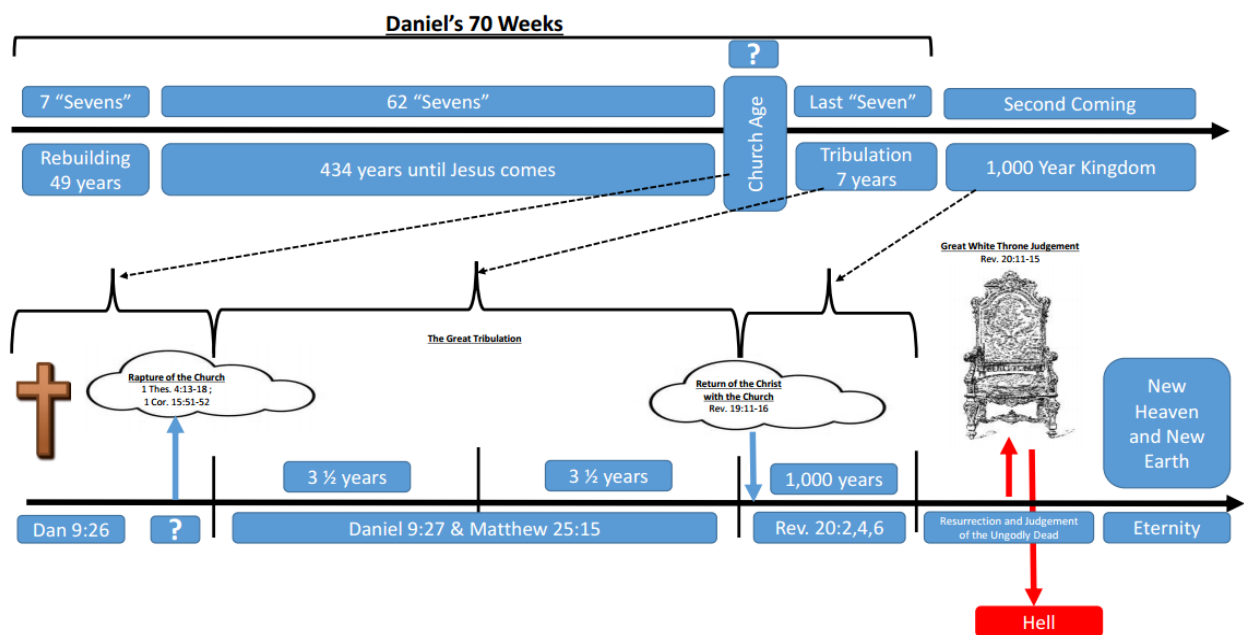 Daniel's 70 Weeks
?
7 "Sevens"
62 "Sevens"
Church Age
Last "Seven"
Second Coming
Rebuilding
49 years
434 years until Jesus comes
Tribulation
7 years
1,000 Year Kingdom
Great White Throne Judgement
Rev. 20:11-15
The Great Tribulation
Rapture of the Church
1 Thes. 4:13-18 ;
1 Cor. 15:51-52
Return of the Christ
with the Church
Rev. 19:11-16
New
Heaven
and New
Earth
3 ½ years
3 ½ years
1,000 years
Dan 9:26
?
Daniel 9:27 & Matthew 25:15
Rev. 20:2,4,6
Resurrection and Judgement
of the Ungodly Dead
Eternity
Hell